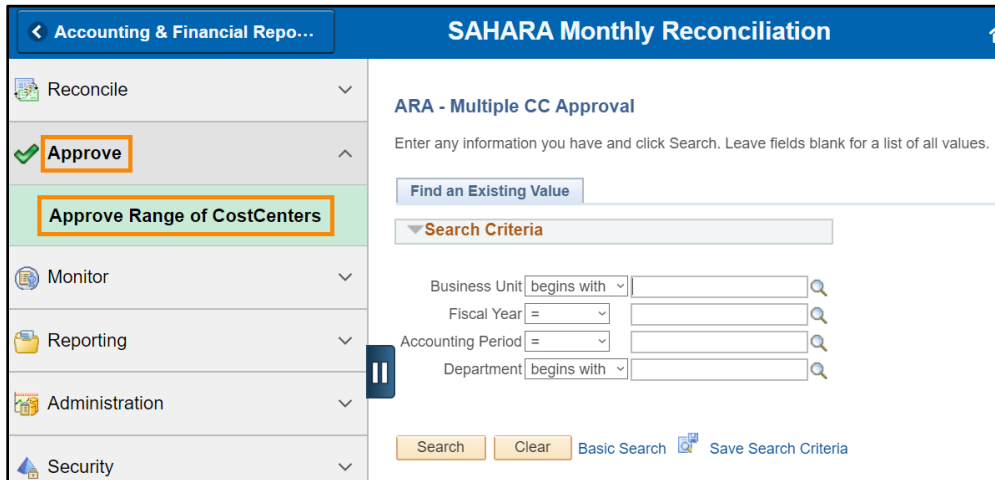 Accounting & Financial Repo...
SAHARA Monthly Reconciliation
Reconcile
Approve
Approve Range of CostCenters
Monitor
Reporting
Administration
Security
ARA - Multiple CC Approval
Enter any information you have and click Search. Leave fields blank for a list of all values.
Find an Existing Value
Search Criteria
Business Unit begins with
Fiscal Year =
Accounting Period =
Department begins with
Search Clear Basic Search Save Search Criteria